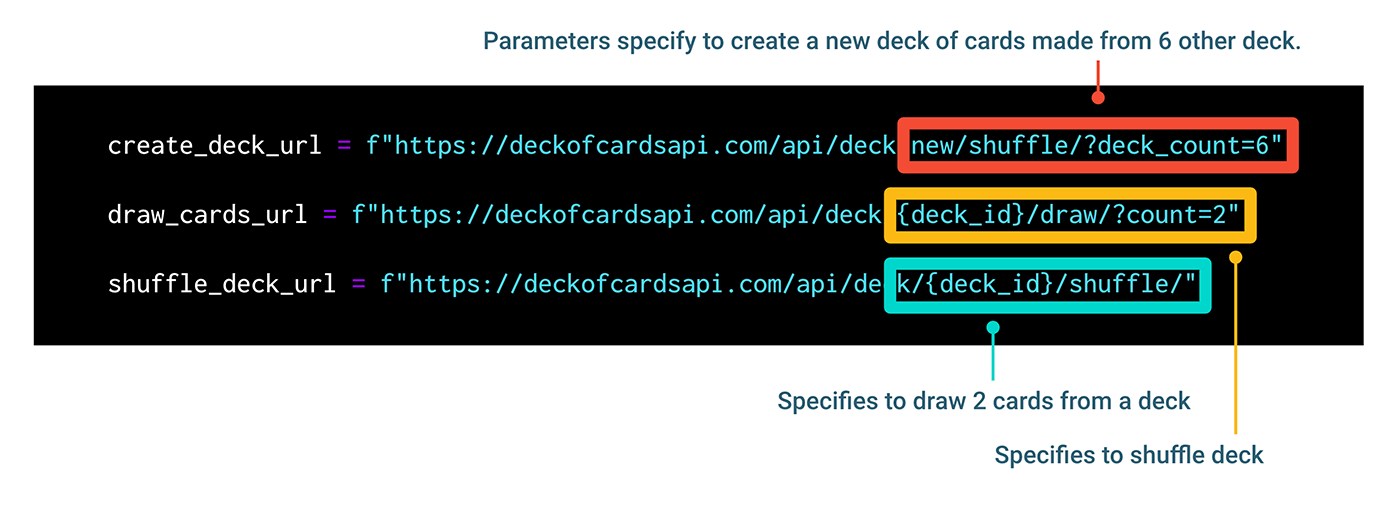 Parameters specify to create a new deck of cards made from 6 other deck.
create_deck_url = f"https://deckofcardsapi.com/api/deck new/shuffle/?deck_count=6"
draw_cards_url = f"https://deckofcardsapi.com/api/deck {deck_id}/draw/?count=2"
shuffle_deck_url = f"https://deckofcardsapi.com/api/deck/{deck_id}/shuffle/"
Specifies to draw 2 cards from a deck
Specifies to shuffle deck